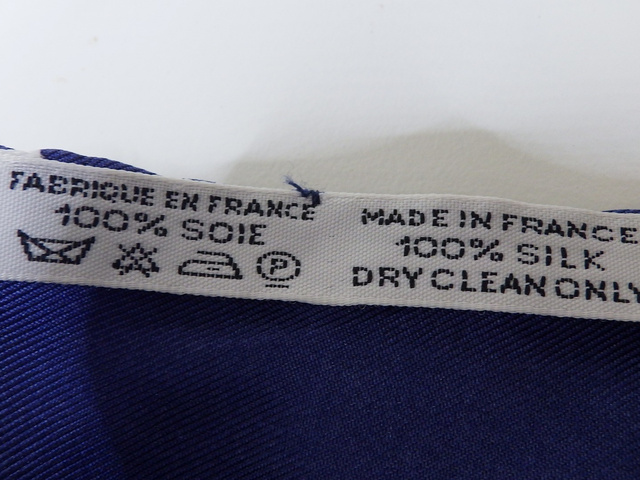 FABRIQUE EN FRANCE
100% SOIE
P
MADE IN FRANCE
100% SILK
DRY CLEAN ONLY